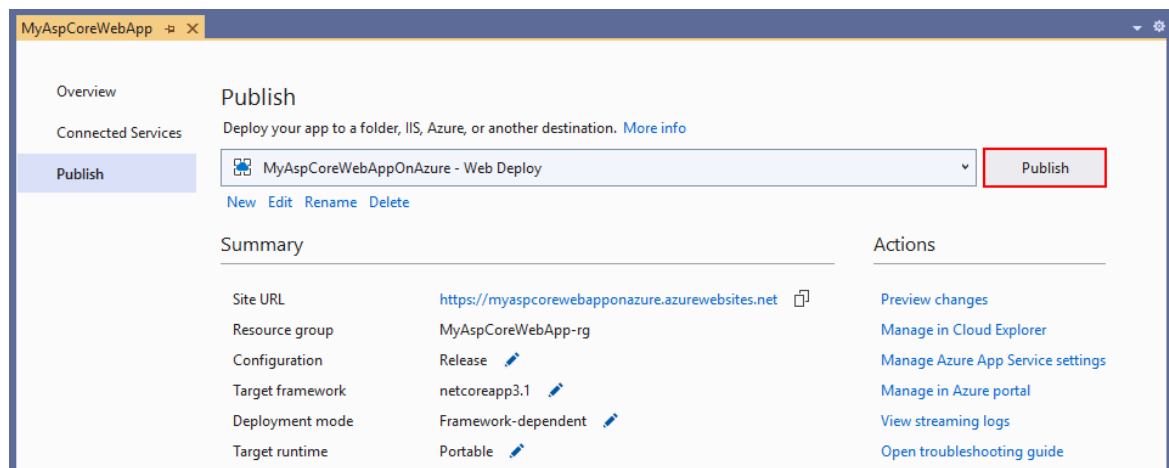 MyAspCoreWebApp
Overview
Connected Services
Publish
Publish
Deploy your app to a folder, IIS, Azure, or another destination. More info
MyAspCoreWebAppOnAzure - Web Deploy
Publish
New Edit Rename Delete
Summary
Site URL https://myaspcorewebapponazure.azurewebsites.net
Resource group MyAspCoreWebApp-rg
Configuration Release
Target framework netcoreapp3.1
Deployment mode Framework-dependent
Target runtime Portable
Actions
Preview changes
Manage in Cloud Explorer
Manage Azure App Service settings
Manage in Azure portal
View streaming logs
Open troubleshooting guide